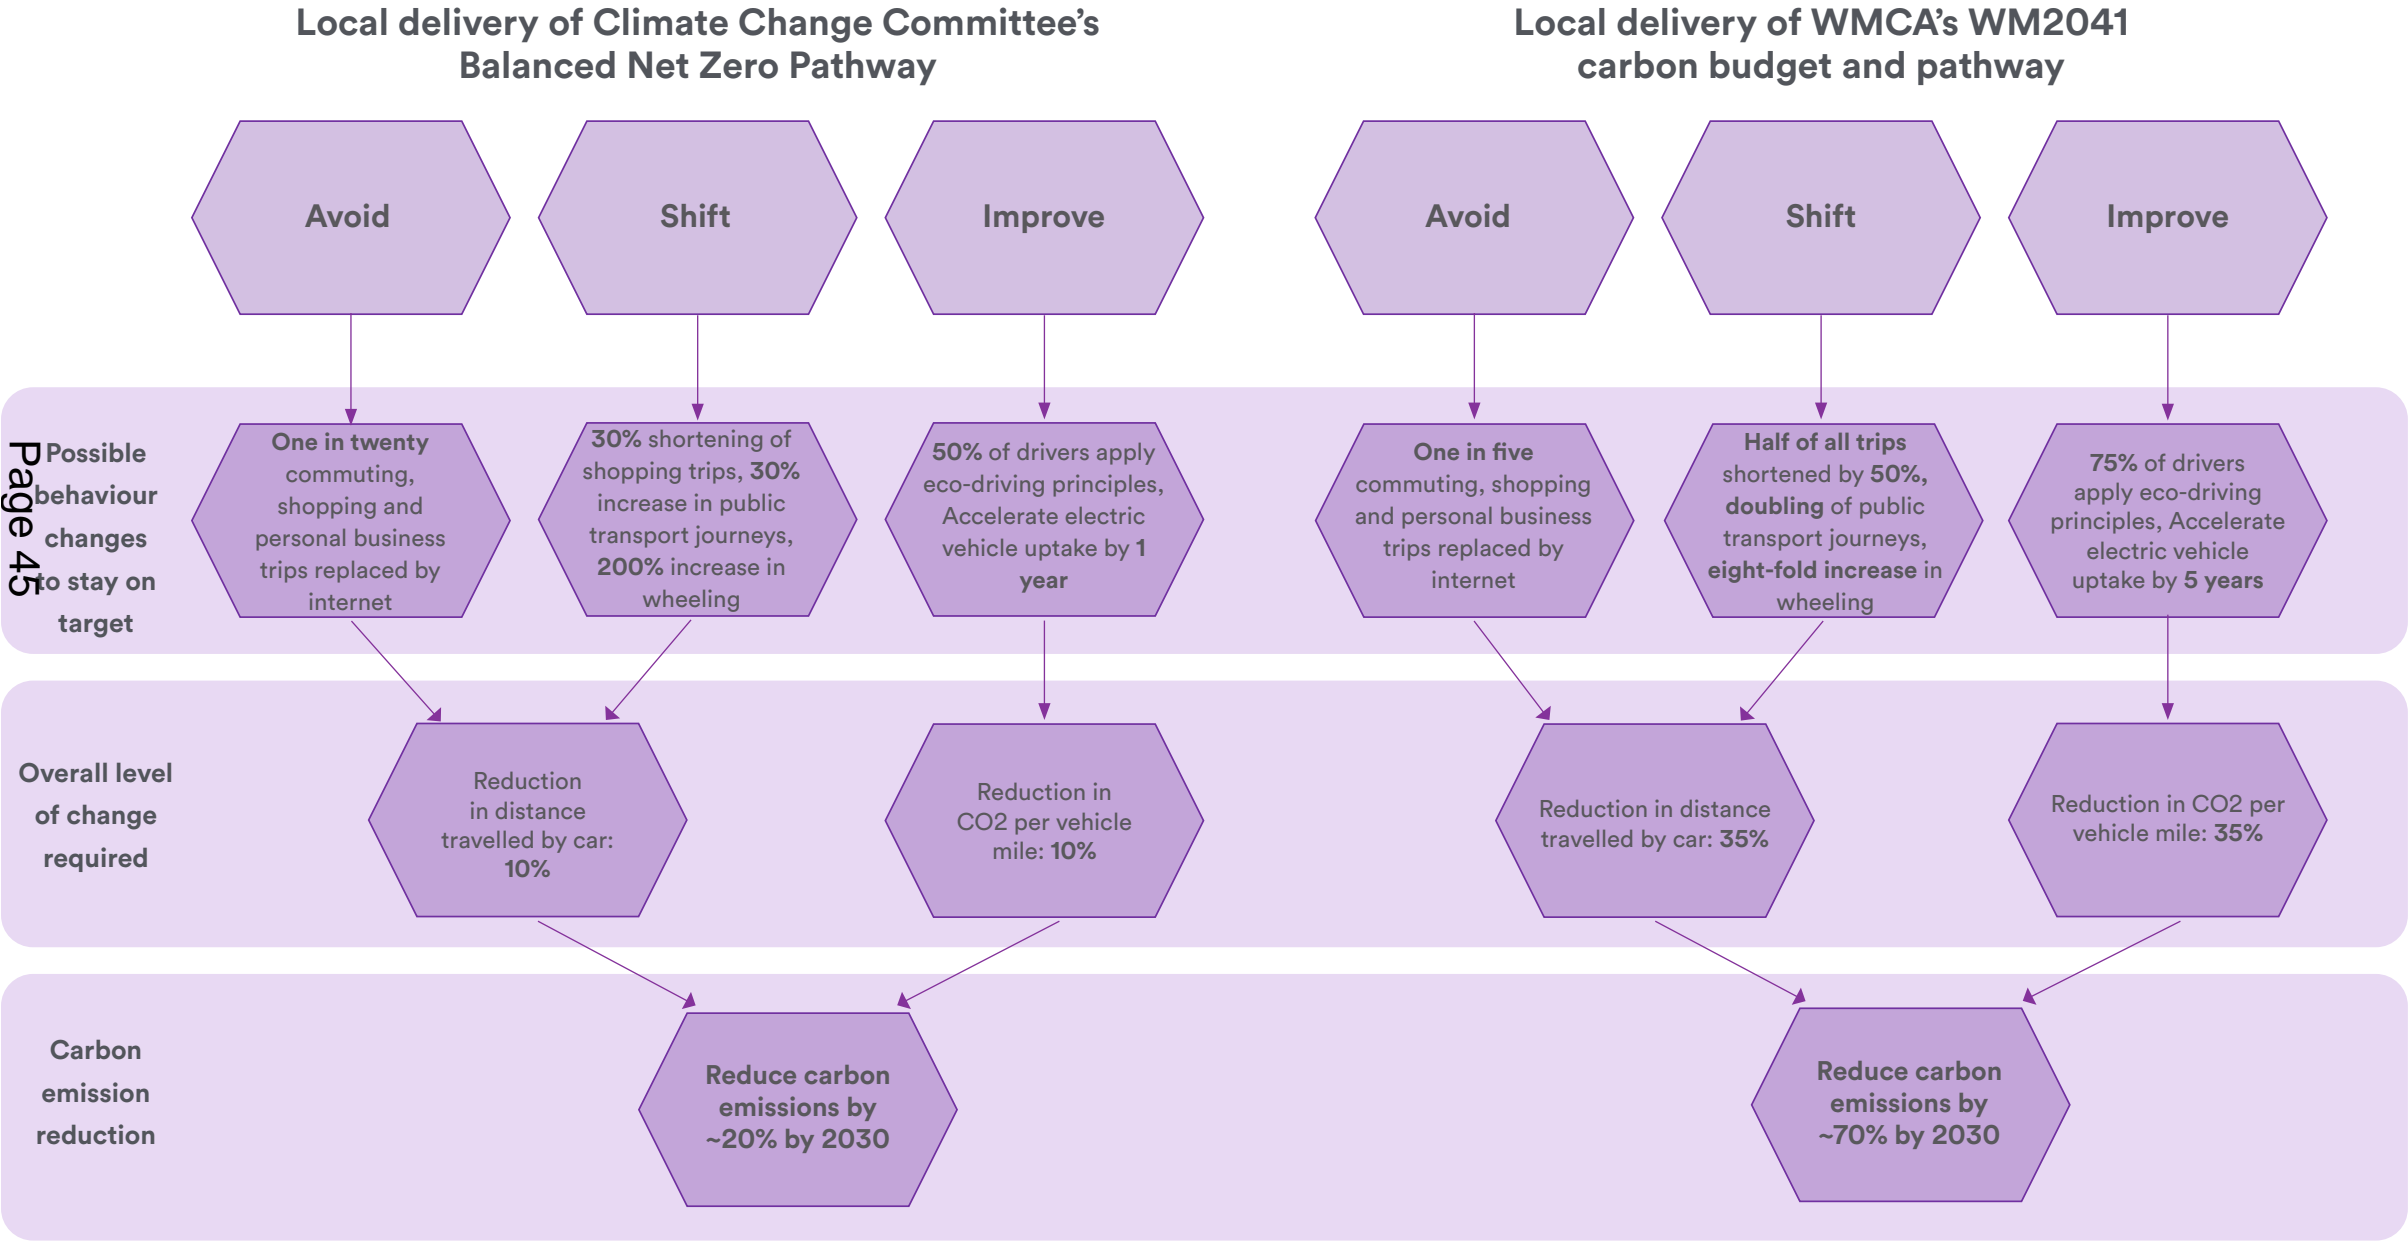 Local delivery of Climate Change Committee’s
Balanced Net Zero Pathway
Local delivery of WMCA’s WM2041
carbon budget and pathway
Avoid
Shift
Improve
Avoid
Shift
Improve
Page 45
Possible
behaviour
changes
to stay on
target
One in twenty
commuting,
shopping and
personal business
trips replaced by
internet
30% shortening of
shopping trips, 30%
increase in public
transport journeys,
200% increase in
wheeling
50% of drivers apply
eco-driving principles,
Accelerate electric
vehicle uptake by 1
year
One in five
commuting, shopping
and personal business
trips replaced by
internet
Half of all trips
shortened by 50%,
doubling of public
transport journeys,
eight-fold increase in
wheeling
75% of drivers
apply eco-driving
principles, Accelerate
electric vehicle
uptake by 5 years
Overall level
of change
required
Reduction
in distance
travelled by car:
10%
Reduction in
CO2 per vehicle
mile: 10%
Reduction in distance
travelled by car: 35%
Reduction in CO2 per
vehicle mile: 35%
Carbon
emission
reduction
Reduce carbon
emissions by
~20% by 2030
Reduce carbon
emissions by
~70% by 2030